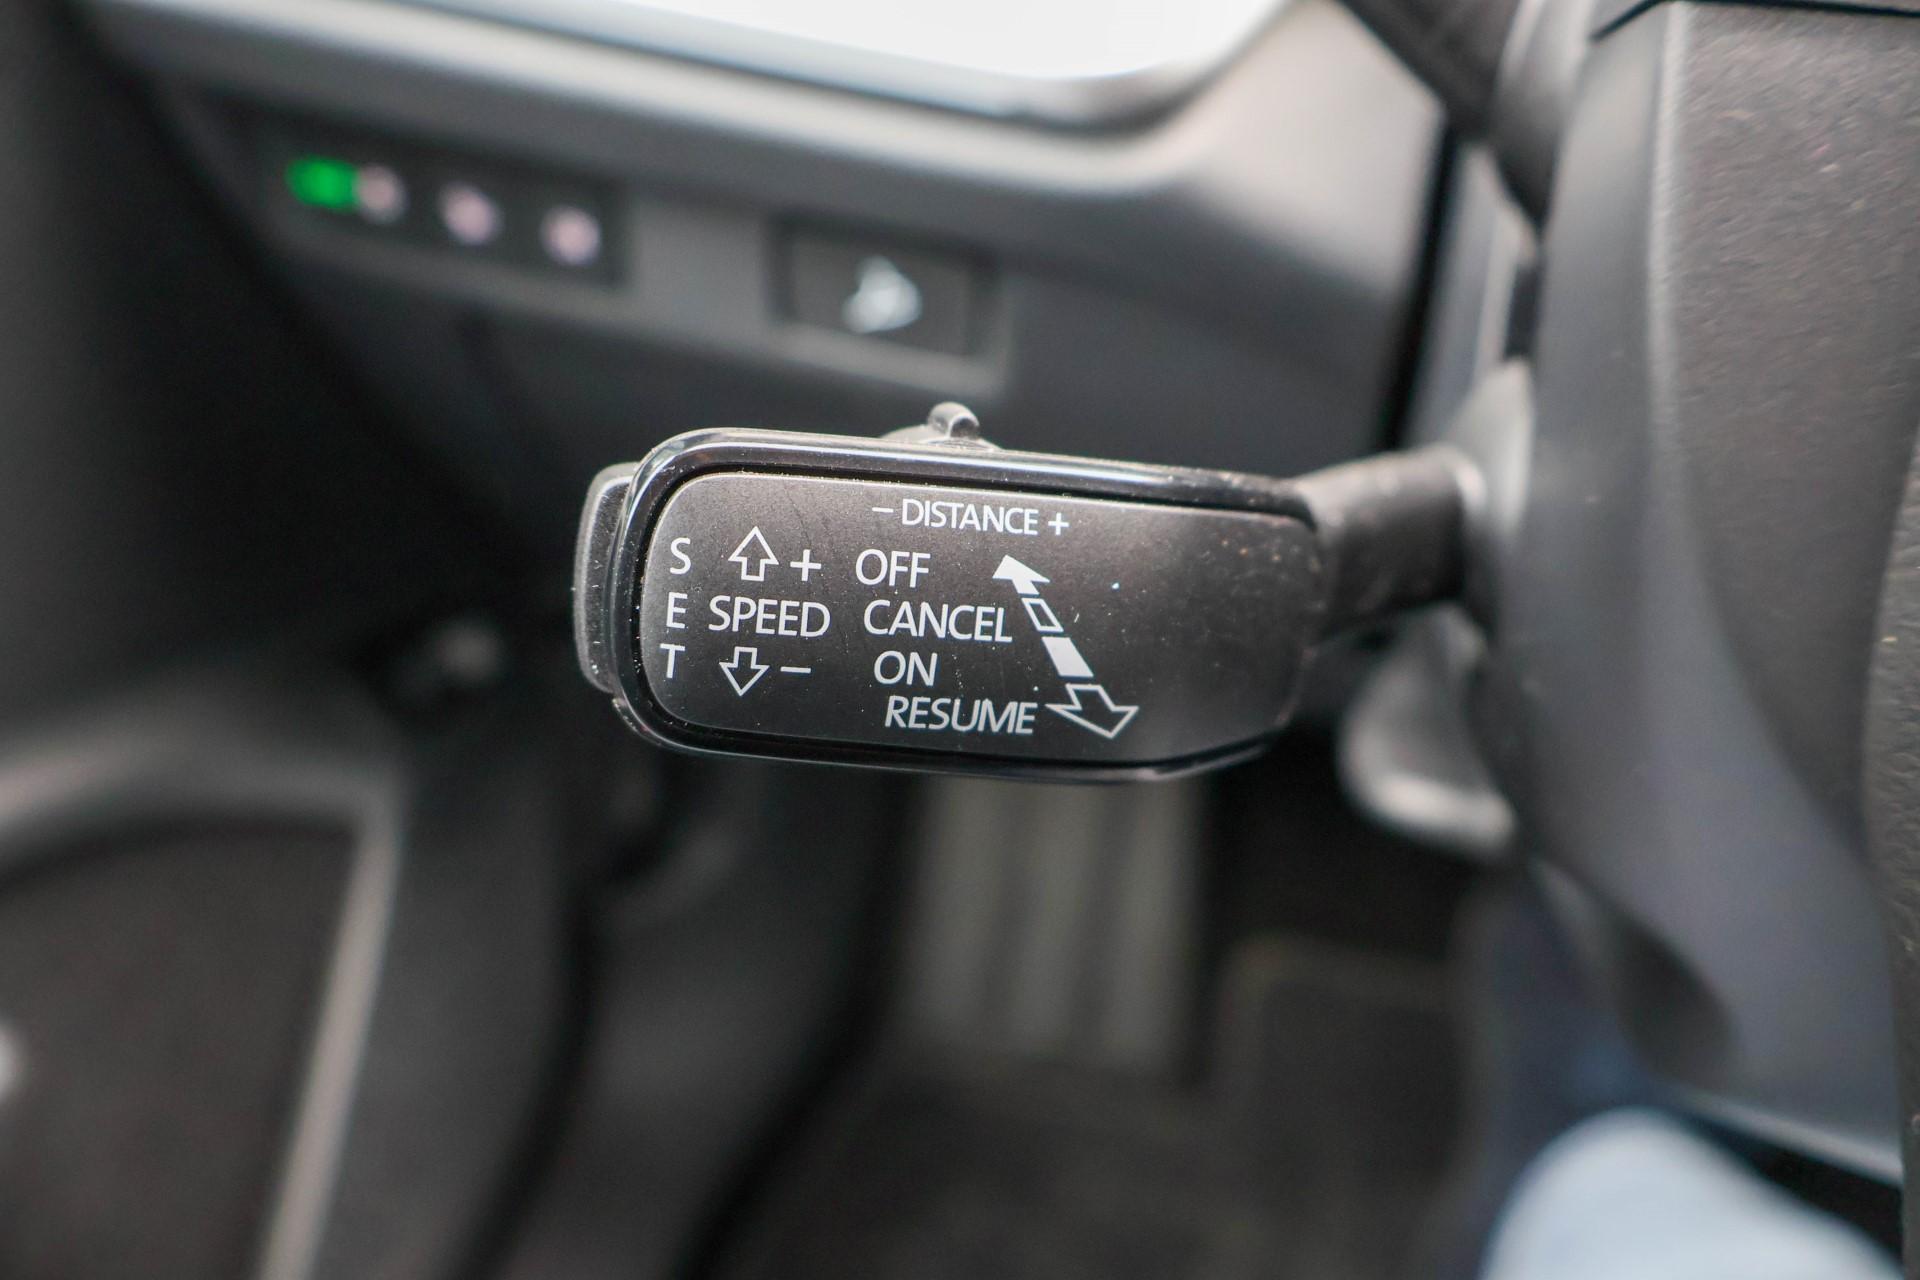 – DISTANCE +
S + OFF
E SPEED CANCEL
T – ON
RESUME